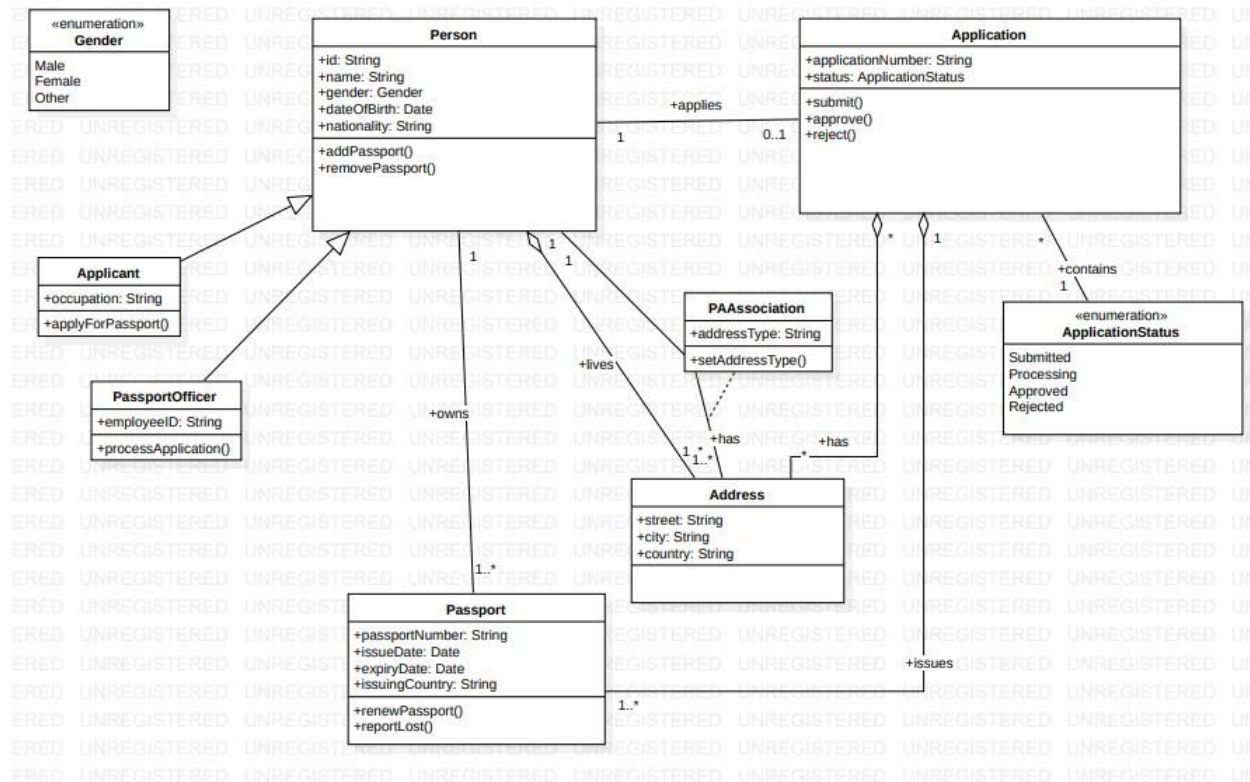 «enumeration»
Gender
Male
Female
Other
Person
+id: String
+name: String
+gender: Gender
+dateOfBirth: Date
+nationality: String
+addPassport()
+removePassport()
Application
+applicationNumber: String
+status: ApplicationStatus
+submit()
+approve()
+reject()
+applies
1
0..1
Applicant
+occupation: String
+applyForPassport()
PassportOfficer
+employeeID: String
+processApplication()
1
1
1
*
1
*
+contains
1
PAAssociation
+addressType: String
+setAddressType()
«enumeration»
ApplicationStatus
Submitted
Processing
Approved
Rejected
+lives
+owns
+has
+has
1..*
1..*
*
Address
+street: String
+city: String
+country: String
1..*
Passport
+passportNumber: String
+issueDate: Date
+expiryDate: Date
+issuingCountry: String
+renewPassport()
+reportLost()
+issues
1..*
UNREGISTERED